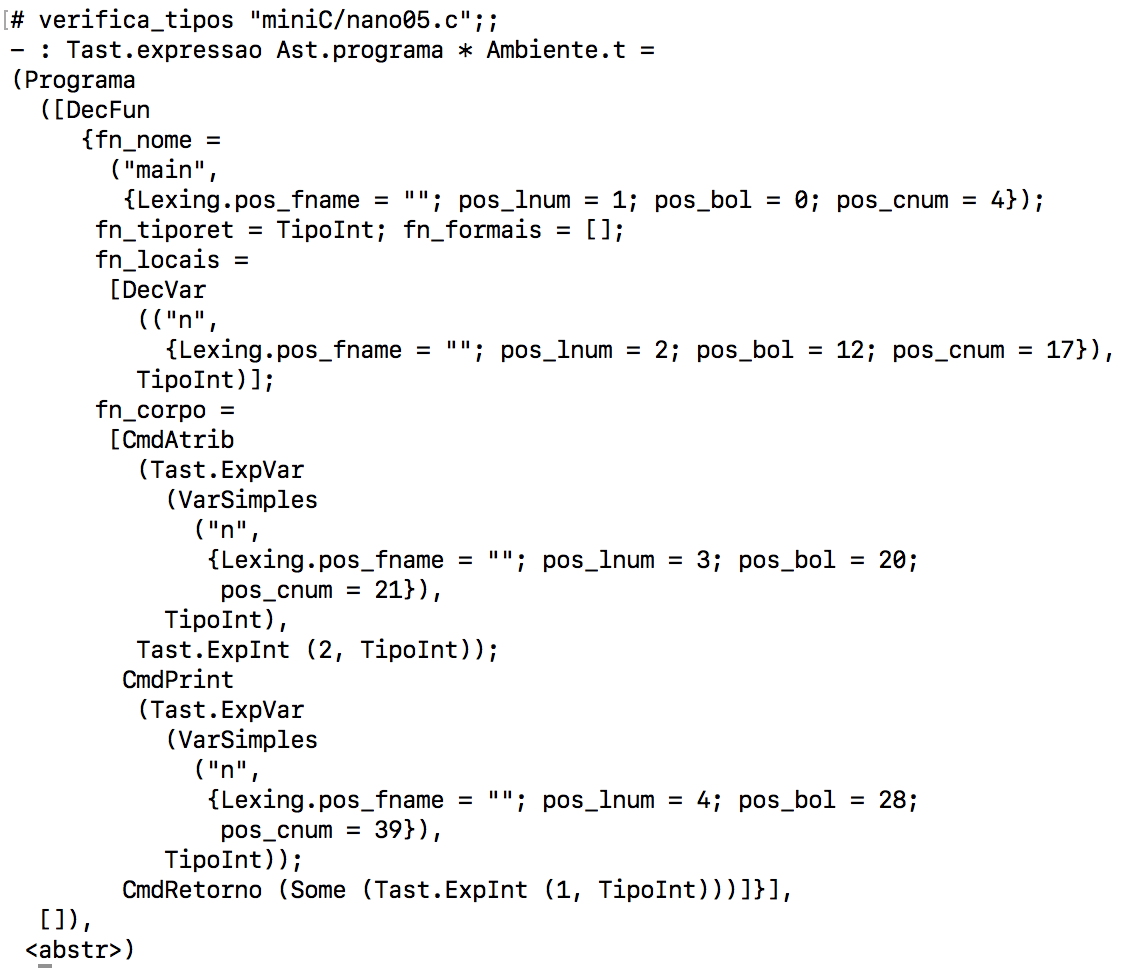 [# verifica_tipos "miniC/nano05.c";;
- : Tast.expressao Ast.programa * Ambiente.t =
(Programa
  ([DecFun
     {fn_nome =
       ("main",
        {Lexing.pos_fname = ""; pos_lnum = 1; pos_bol = 0; pos_cnum = 4});
      fn_tiporet = TipoInt; fn_formais = [];
      fn_locais =
       [DecVar
         (("n",
           {Lexing.pos_fname = ""; pos_lnum = 2; pos_bol = 12; pos_cnum = 17}),
         TipoInt)];
      fn_corpo =
       [CmdAtrib
         (Tast.ExpVar
           (VarSimples
             ("n",
              {Lexing.pos_fname = ""; pos_lnum = 3; pos_bol = 20;
               pos_cnum = 21}),
           TipoInt),
         Tast.ExpInt (2, TipoInt));
        CmdPrint
         (Tast.ExpVar
           (VarSimples
             ("n",
              {Lexing.pos_fname = ""; pos_lnum = 4; pos_bol = 28;
               pos_cnum = 39}),
           TipoInt));
        CmdRetorno (Some (Tast.ExpInt (1, TipoInt)))]}],
  []),
 <abstr>)